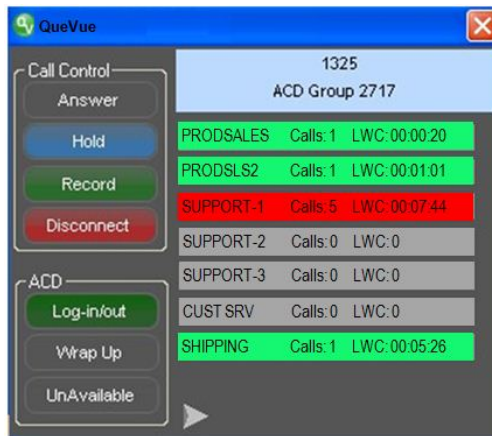 QueVue
Call Control
Answer
Hold
Record
Disconnect
ACD
Log-in/out
Wrap Up
UnAvailable
1325
ACD Group 2717
PRODSALES Calls: 1 LWC: 00:00:20
PRODSLS2 Calls: 1 LWC: 00:01:01
SUPPORT-1 Calls: 5 LWC: 00:07:44
SUPPORT-2 Calls: 0 LWC: 0
SUPPORT-3 Calls: 0 LWC: 0
CUST SRV Calls: 0 LWC: 0
SHIPPING Calls: 1 LWC: 00:05:26